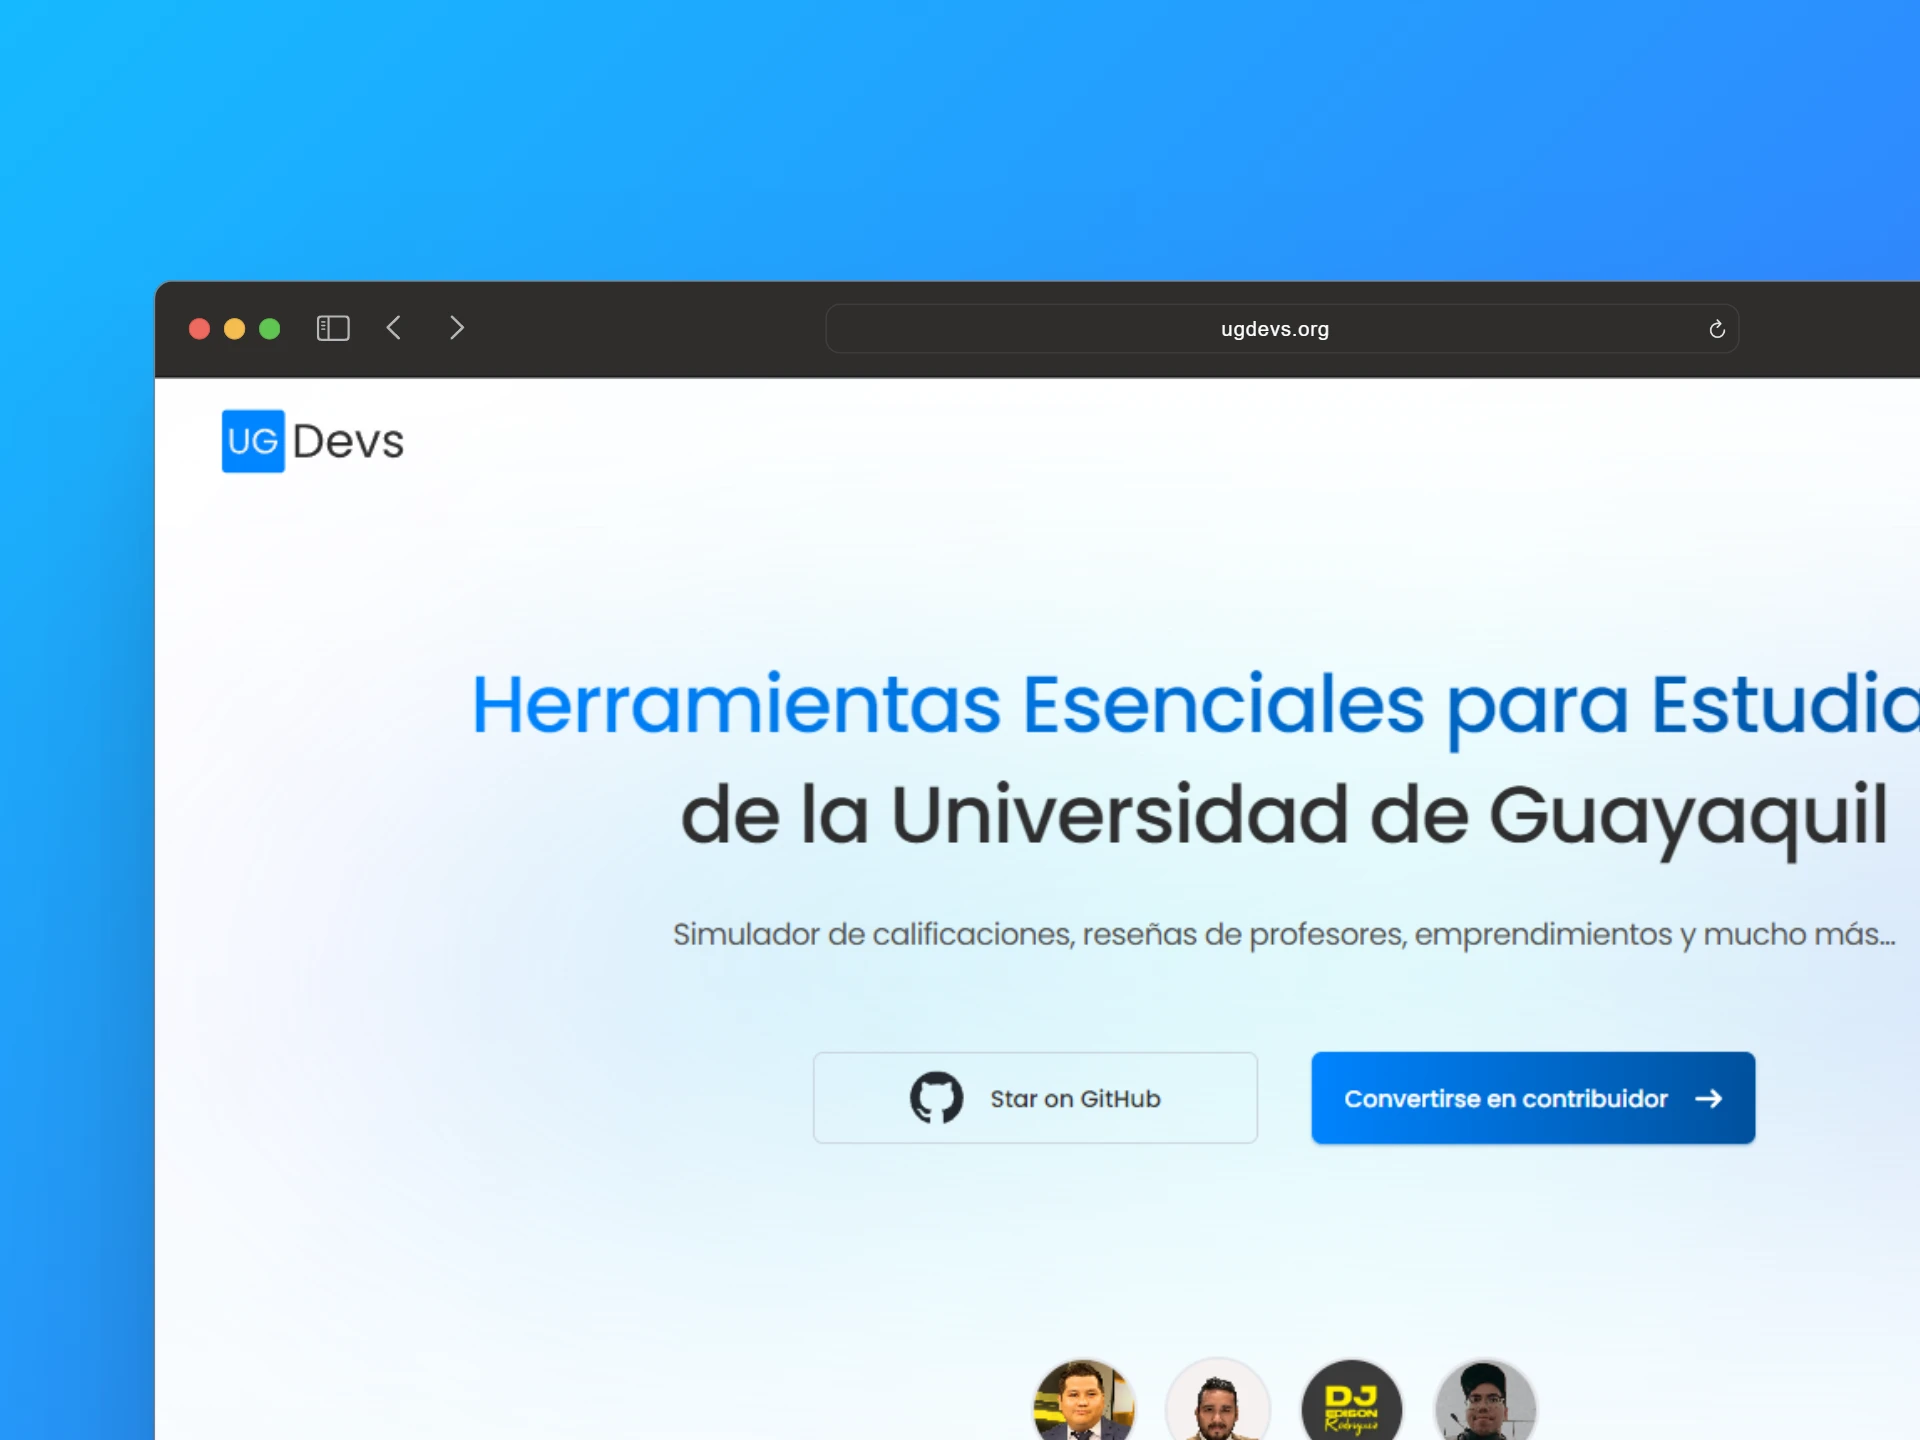 ugdevs.org
UG Devs
Herramientas Esenciales para Estudia
de la Universidad de Guayaquil
Simulador de calificaciones, reseñas de profesores, emprendimientos y mucho más...
Star on GitHub
Convertirse en contribuidor
DJ
EDISON
Rodriguez